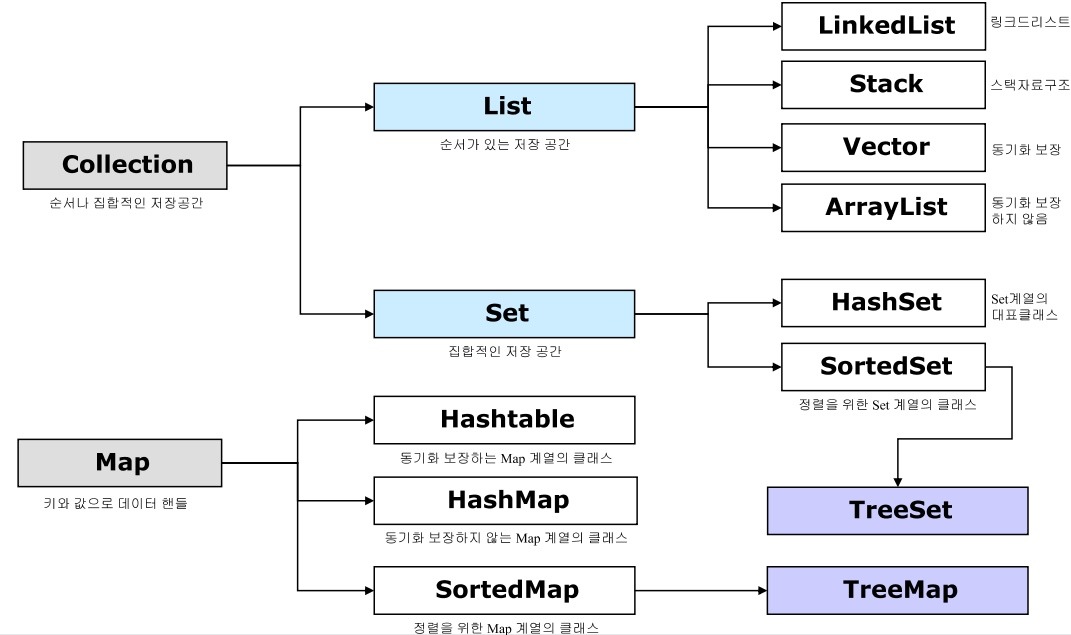 LinkedList
링크드리스트
Stack
스택자료구조
List
순서가 있는 저장 공간
Vector
동기화 보장
Collection
순서나 집합적인 저장공간
ArrayList
동기화 보장
하지 않음
Set
집합적인 저장 공간
HashSet
Set계열의
대표클래스
SortedSet
정렬을 위한 Set 계열의 클래스
Map
키와 값으로 데이터 핸들
Hashtable
동기화 보장하는 Map 계열의 클래스
HashMap
동기화 보장하지 않는 Map 계열의 클래스
TreeSet
SortedMap
정렬을 위한 Map 계열의 클래스
TreeMap